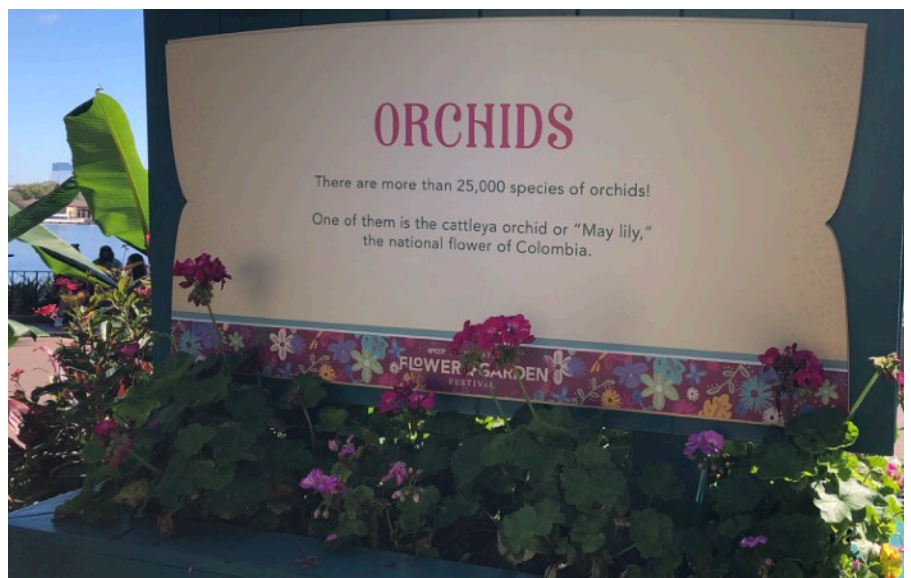 ORCHIDS
There are more than 25,000 species of orchids!
One of them is the cattleya orchid or “May lily,”
the national flower of Colombia.
EPCOT
FLOWER & GARDEN
FESTIVAL